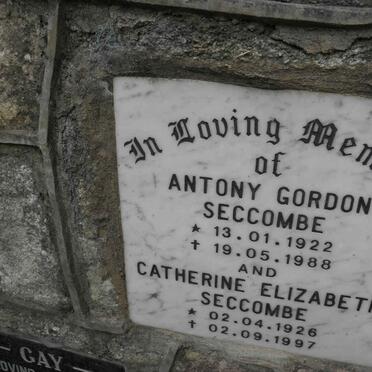 In Loving Mem
of
ANTONY GORDON
SECCOMBE
* 13.01.1922
† 19.05.1988
AND
CATHERINE ELIZABETH
SECCOMBE
* 02.04.1926
† 02.09.1997
GAY
LOVING